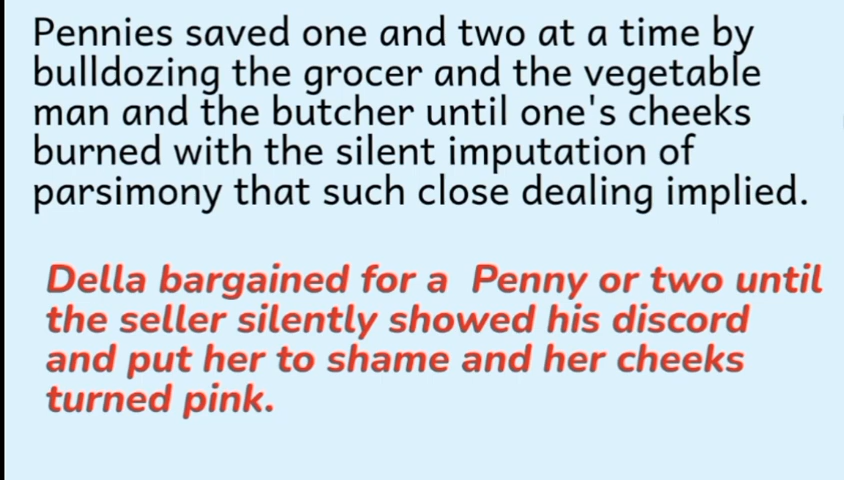 Pennies saved one and two at a time by
bulldozing the grocer and the vegetable
man and the butcher until one's cheeks
burned with the silent imputation of
parsimony that such close dealing implied.
Della bargained for a Penny or two until
the seller silently showed his discord
and put her to shame and her cheeks
turned pink.